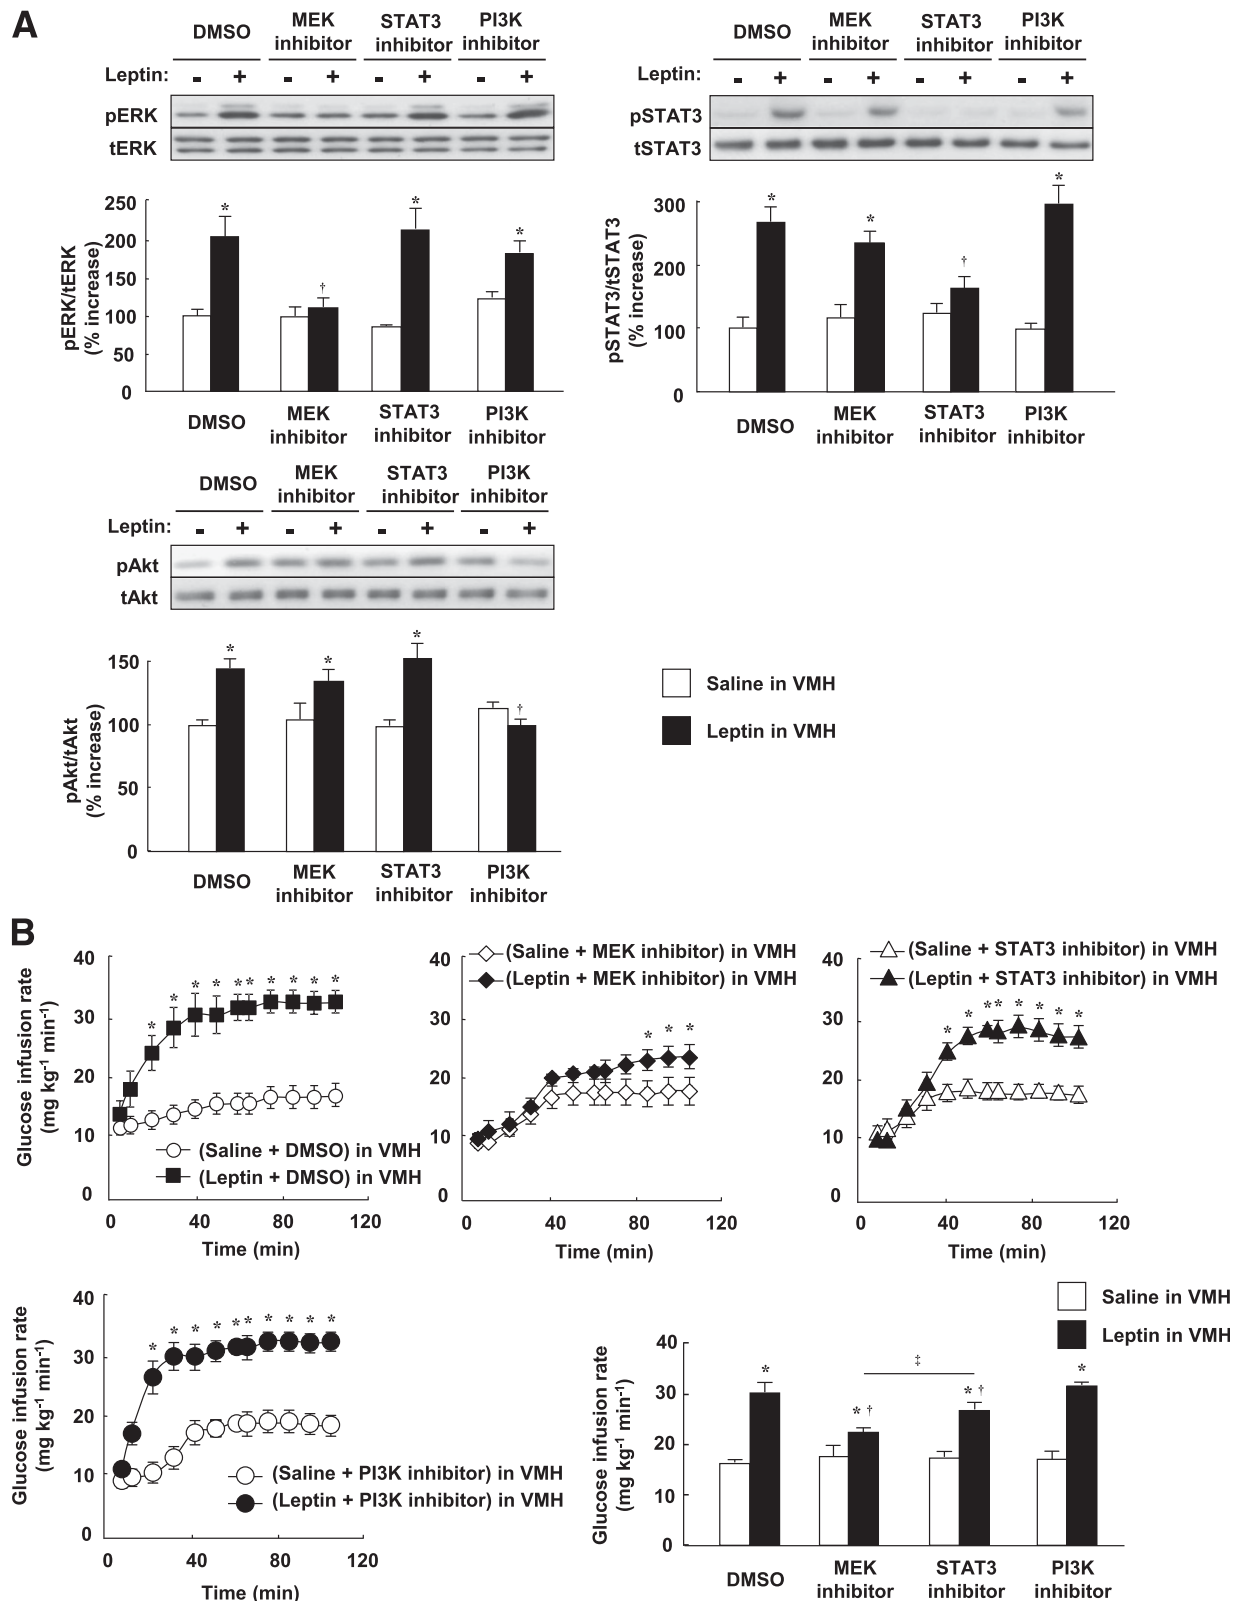 A
DMSO
MEK
inhibitor
STAT3
inhibitor
PI3K
inhibitor
Leptin: - + - + - + - +
pERK
tERK
250
200
150
100
50
0
pERK/tERK
(% increase)
* † * *
DMSO
MEK
inhibitor
STAT3
inhibitor
PI3K
inhibitor
DMSO
MEK
inhibitor
STAT3
inhibitor
PI3K
inhibitor
Leptin: - + - + - + - +
pSTAT3
tSTAT3
300
200
100
0
pSTAT3/tSTAT3
(% increase)
* * † *
DMSO
MEK
inhibitor
STAT3
inhibitor
PI3K
inhibitor
DMSO
MEK
inhibitor
STAT3
inhibitor
PI3K
inhibitor
Leptin: - + - + - + - +
pAkt
tAkt
150
100
50
0
pAkt/tAkt
(% increase)
* * * †
DMSO
MEK
inhibitor
STAT3
inhibitor
PI3K
inhibitor
Saline in VMH
Leptin in VMH
B
40
30
20
10
0
Glucose infusion rate
(mg kg-1 min-1)
* * * * * * * * * *
(Saline + DMSO) in VMH
(Leptin + DMSO) in VMH
0 40 80 120
Time (min)
(Saline + MEK inhibitor) in VMH
(Leptin + MEK inhibitor) in VMH
40
30
20
10
0
* * *
0 40 80 120
Time (min)
(Saline + STAT3 inhibitor) in VMH
(Leptin + STAT3 inhibitor) in VMH
40
30
20
10
0
* * * * * * * *
0 40 80 120
Time (min)
40
30
20
10
0
Glucose infusion rate
(mg kg-1 min-1)
* * * * * * * * * *
(Saline + PI3K inhibitor) in VMH
(Leptin + PI3K inhibitor) in VMH
0 40 80 120
Time (min)
Saline in VMH
Leptin in VMH
40
30
20
10
0
Glucose infusion rate
(mg kg-1 min-1)
‡
* * † * † *
DMSO
MEK
inhibitor
STAT3
inhibitor
PI3K
inhibitor